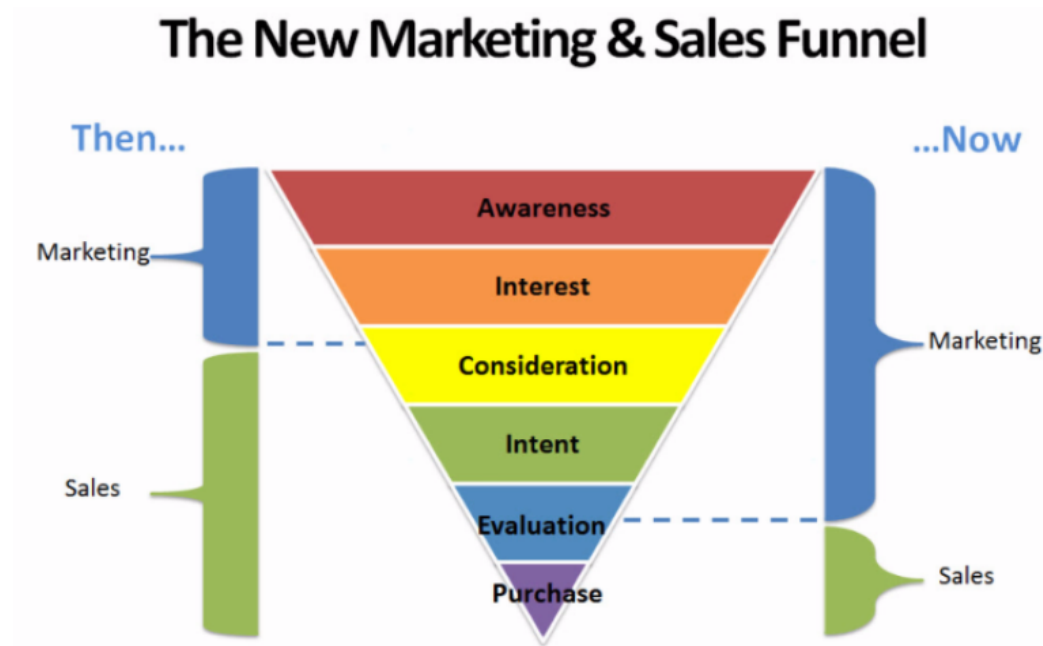 The New Marketing & Sales Funnel
Then...
...Now
Awareness
Marketing
Interest
Marketing
Consideration
Intent
Sales
Evaluation
Sales
Purchase